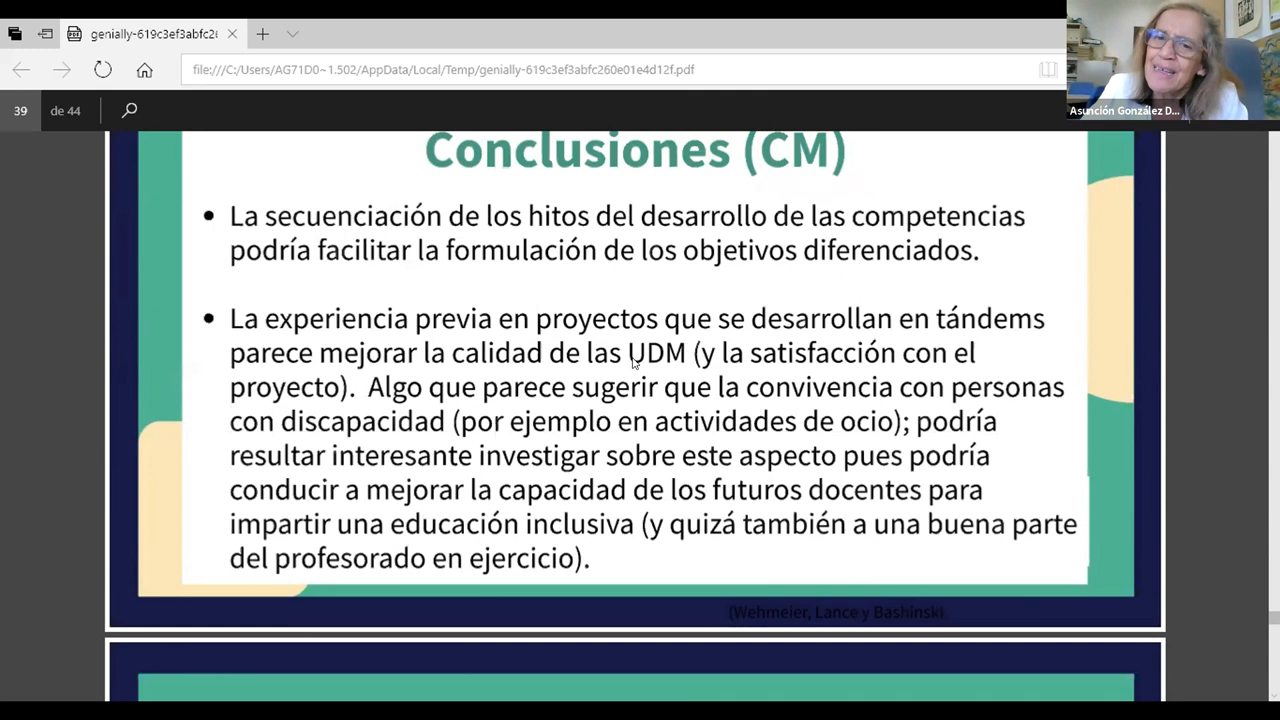 genially-619c3ef3abfc2
file:///C:/Users/AG71D0~1.502/AppData/Local/Temp/genially-619c3ef3abfc260e01e4d12f.pdf
39 de 44
Asunción González D...
Conclusiones (CM)
• La secuenciación de los hitos del desarrollo de las competencias
podría facilitar la formulación de los objetivos diferenciados.
• La experiencia previa en proyectos que se desarrollan en tándems
parece mejorar la calidad de las UDM (y la satisfacción con el
proyecto). Algo que parece sugerir que la convivencia con personas
con discapacidad (por ejemplo en actividades de ocio); podría
resultar interesante investigar sobre este aspecto pues podría
conducir a mejorar la capacidad de los futuros docentes para
impartir una educación inclusiva (y quizá también a una buena parte
del profesorado en ejercicio).
(Wehmeier, Lance y Bashinski